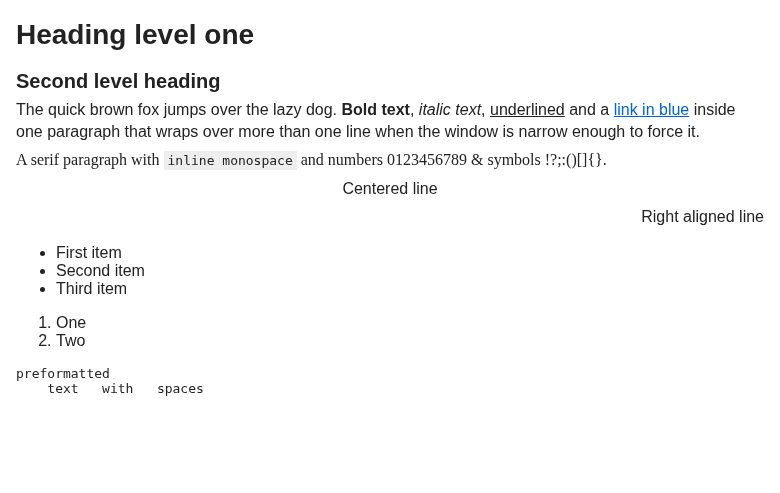 Heading level one
Second level heading
The quick brown fox jumps over the lazy dog. Bold text, italic text, underlined and a link in blue inside
one paragraph that wraps over more than one line when the window is narrow enough to force it.
A serif paragraph with inline monospace and numbers 0123456789 & symbols !?;:()[]{}.
Centered line
Right aligned line
• First item
• Second item
• Third item
1. One
2. Two
preformatted
    text   with   spaces